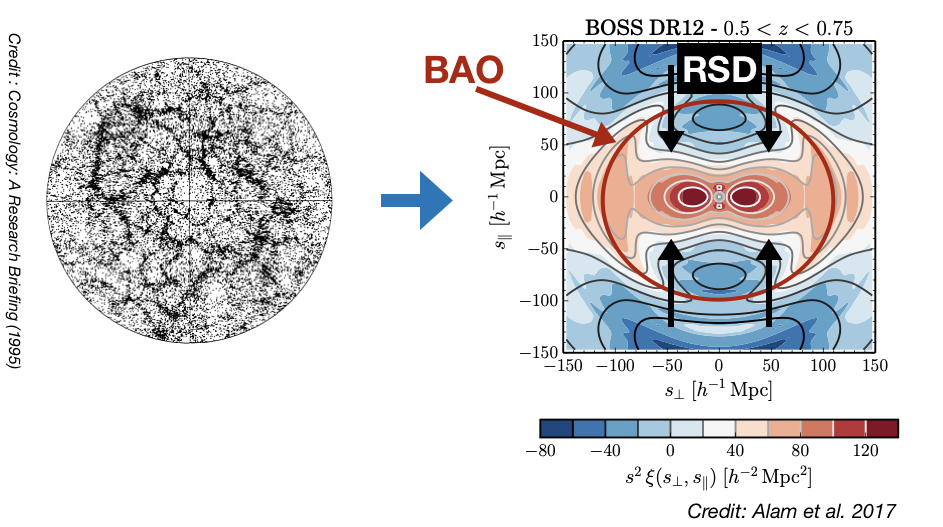 Credit : Cosmology: A Research Briefing (1995)
BOSS DR12 - 0.5 < z < 0.75
BAO
RSD
150
100
50
0
−50
−100
−150
s∥ [h⁻¹ Mpc]
−150 −100 −50 0 50 100 150
s⊥ [h⁻¹ Mpc]
−80 −40 0 40 80 120
s² ξ(s⊥, s∥) [h⁻² Mpc²]
Credit: Alam et al. 2017